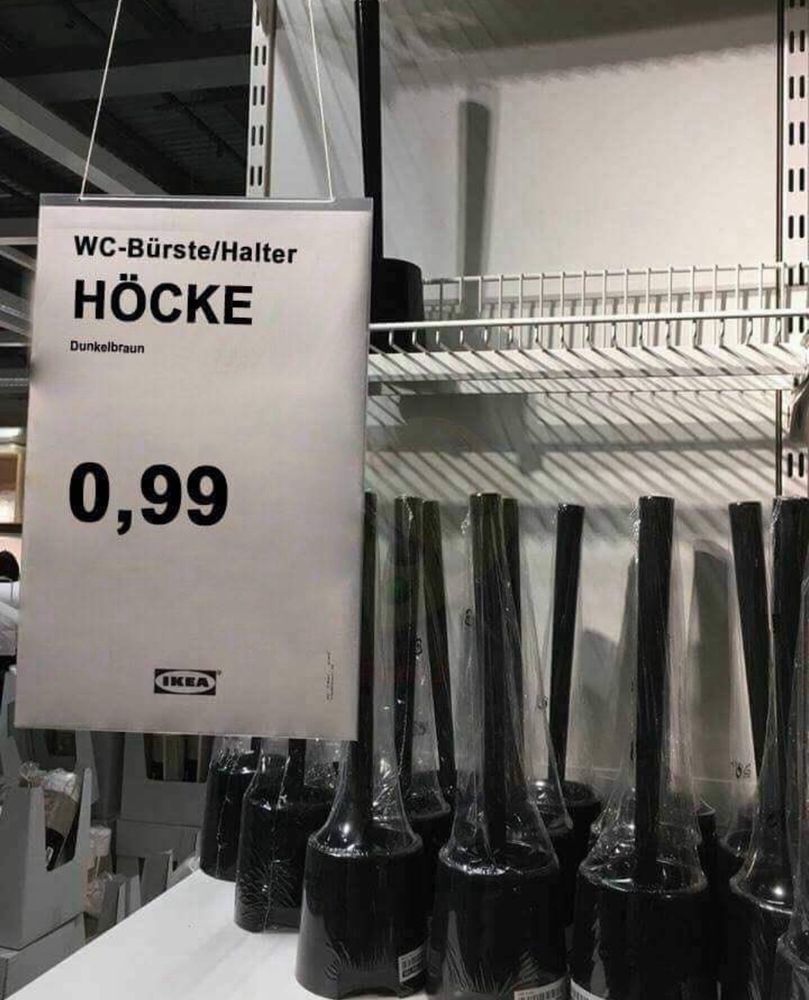 WC-Bürste/Halter
HÖCKE
Dunkelbraun
0,99
IKEA